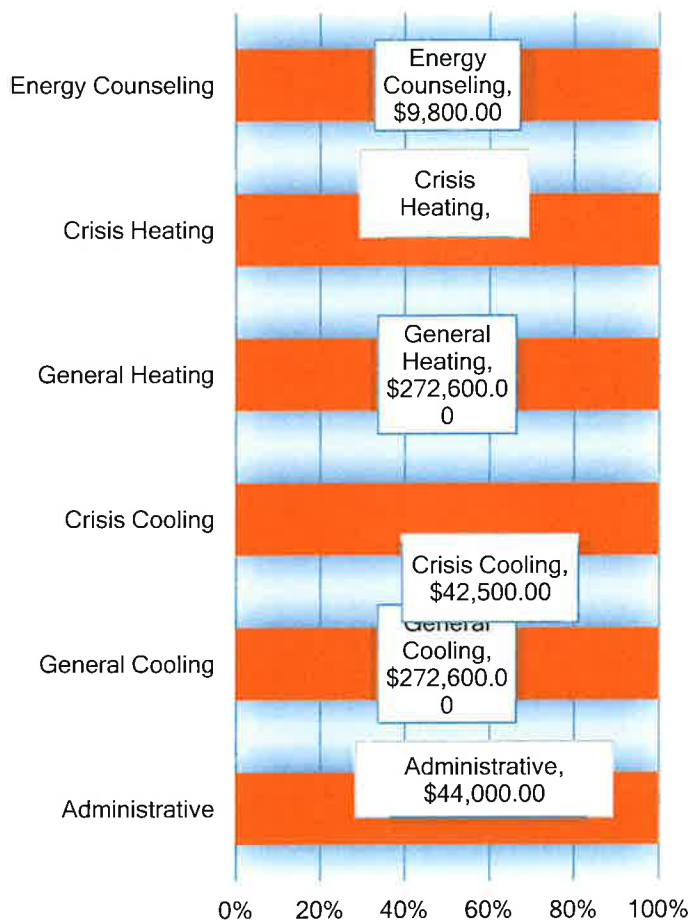 Energy Counseling
Energy
Counseling,
$9,800.00
Crisis Heating
Crisis
Heating,
General Heating
General
Heating,
$272,600.0
0
Crisis Cooling
Crisis Cooling,
$42,500.00
General Cooling
General
Cooling,
$272,600.0
0
Administrative
Administrative,
$44,000.00
0% 20% 40% 60% 80% 100%